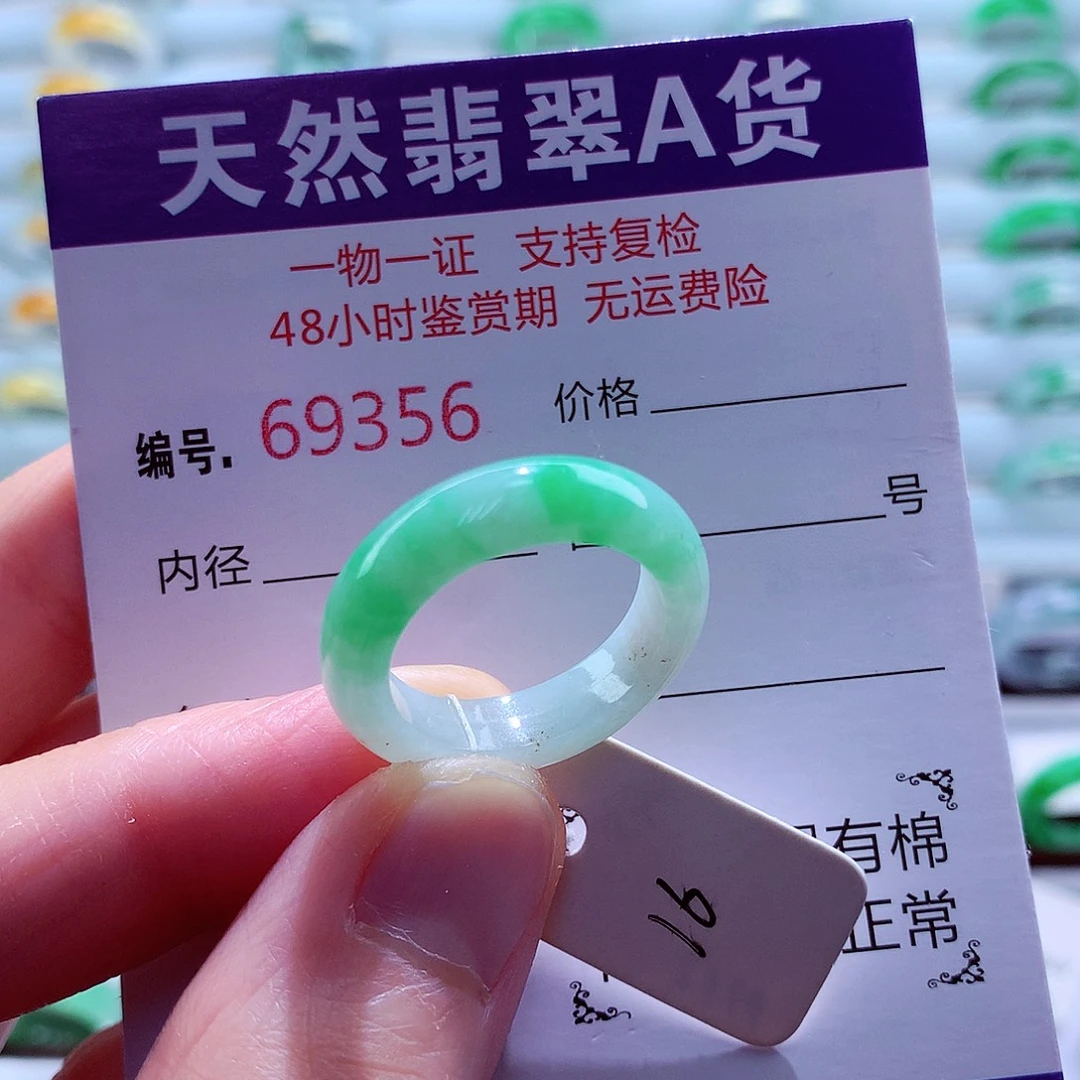 天然翡翠A货
一物一证 支持复检
48小时鉴赏期 无运费险
编号. 69356 价格
内径 号
有棉
正常
16